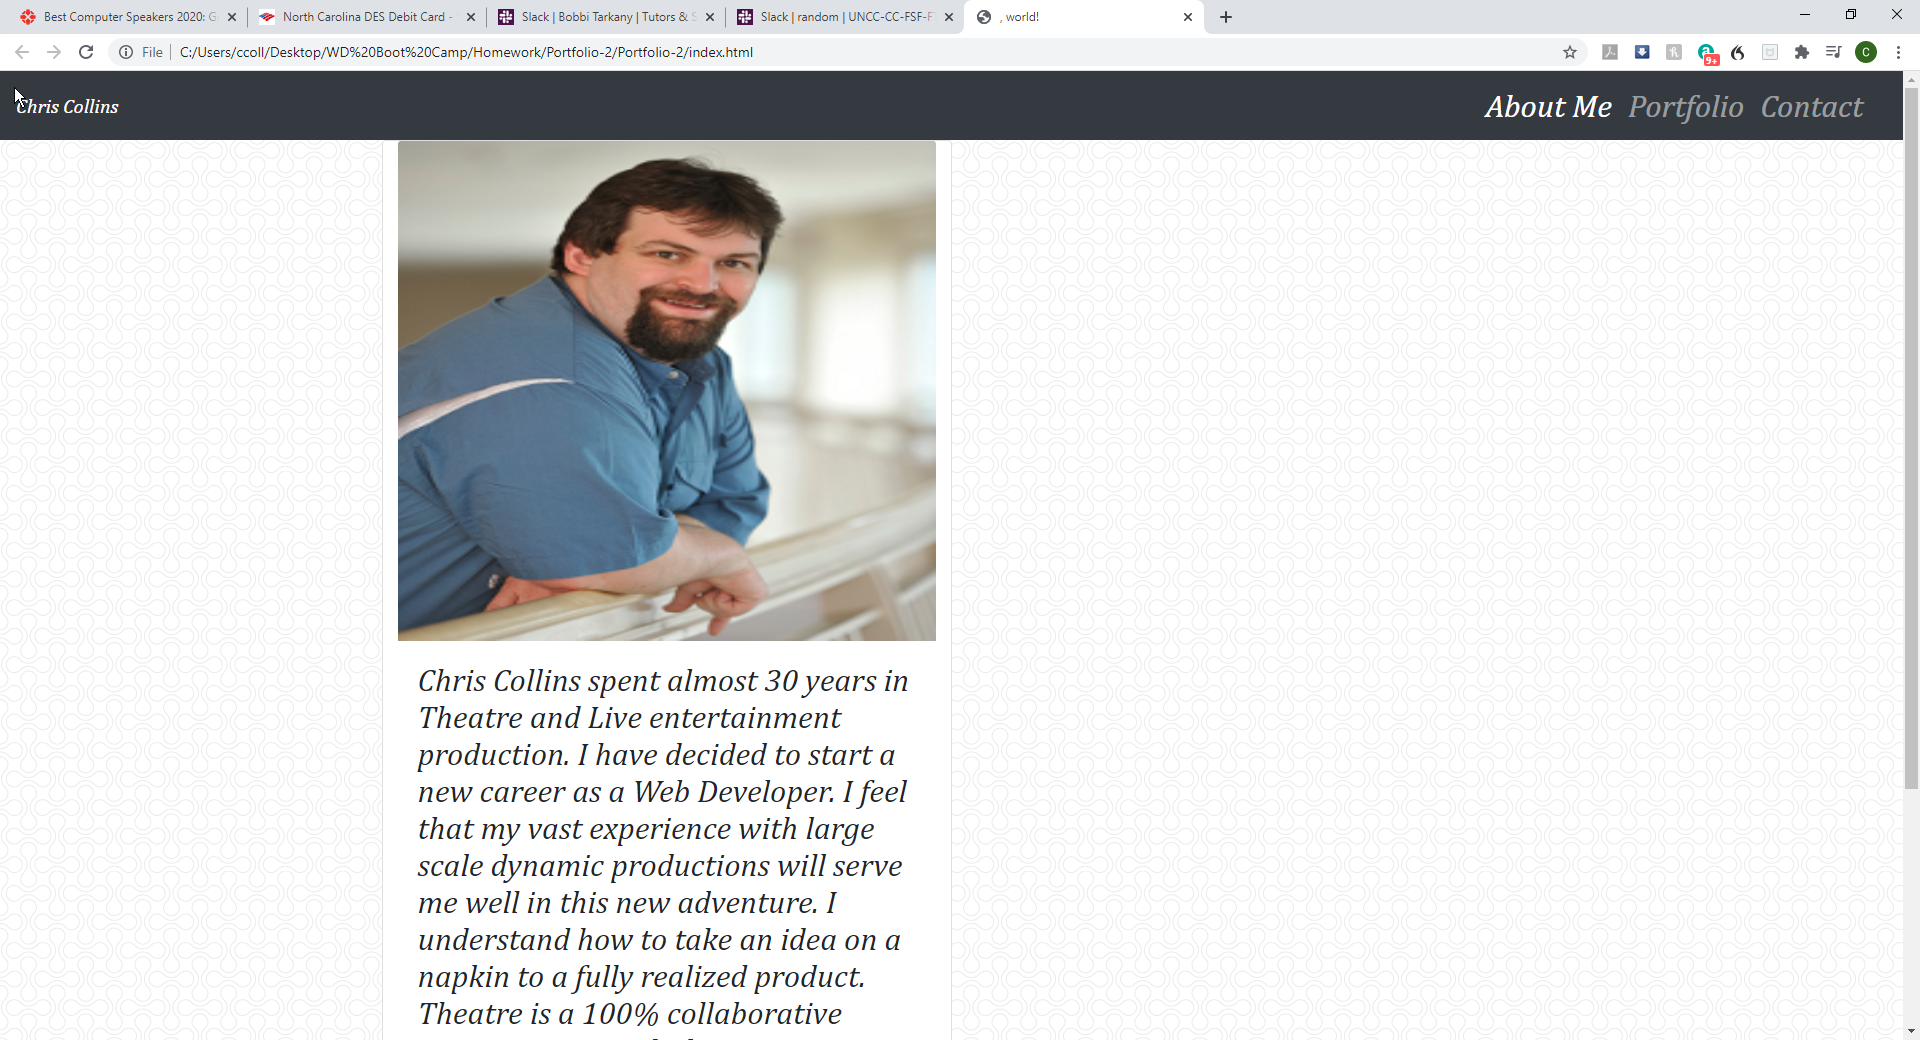 Best Computer Speakers 2020: G
North Carolina DES Debit Card -
Slack | Bobbi Tarkany | Tutors & S
Slack | random | UNCC-CC-FSF-F
, world!
File
C:/Users/ccoll/Desktop/WD%20Boot%20Camp/Homework/Portfolio-2/Portfolio-2/index.html
9+
C
Chris Collins
About Me Portfolio Contact
Chris Collins spent almost 30 years in
Theatre and Live entertainment
production. I have decided to start a
new career as a Web Developer. I feel
that my vast experience with large
scale dynamic productions will serve
me well in this new adventure. I
understand how to take an idea on a
napkin to a fully realized product.
Theatre is a 100% collaborative